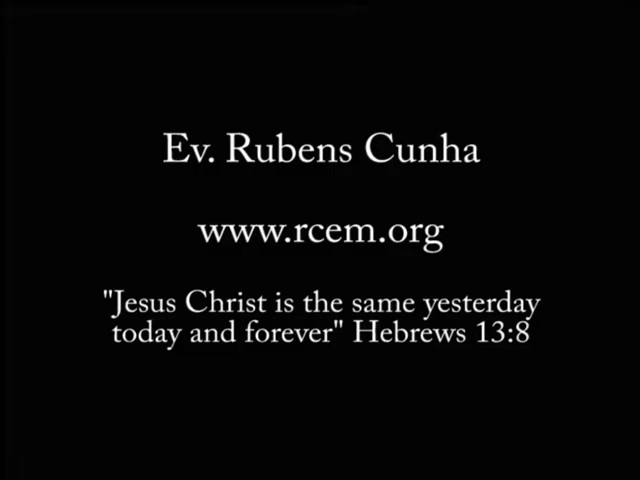 Ev. Rubens Cunha
www.rcem.org
"Jesus Christ is the same yesterday
today and forever" Hebrews 13:8